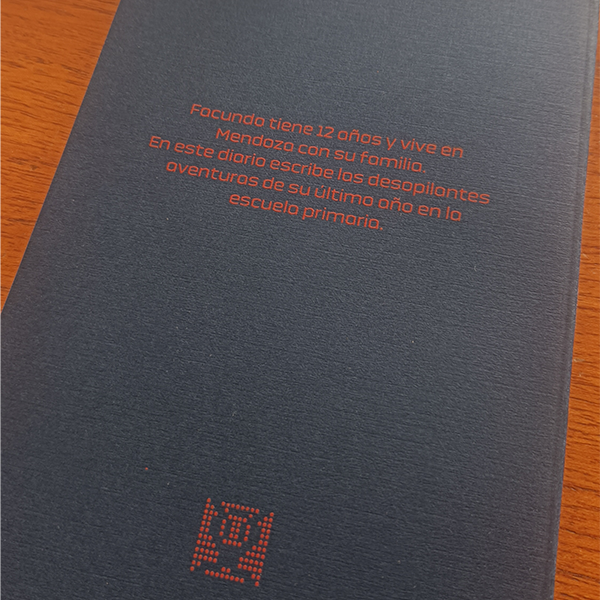 Facundo tiene 12 años y vive en
Mendoza con su familia.
En este diario escribe las desopilantes
aventuras de su último año en la
escuela primaria.